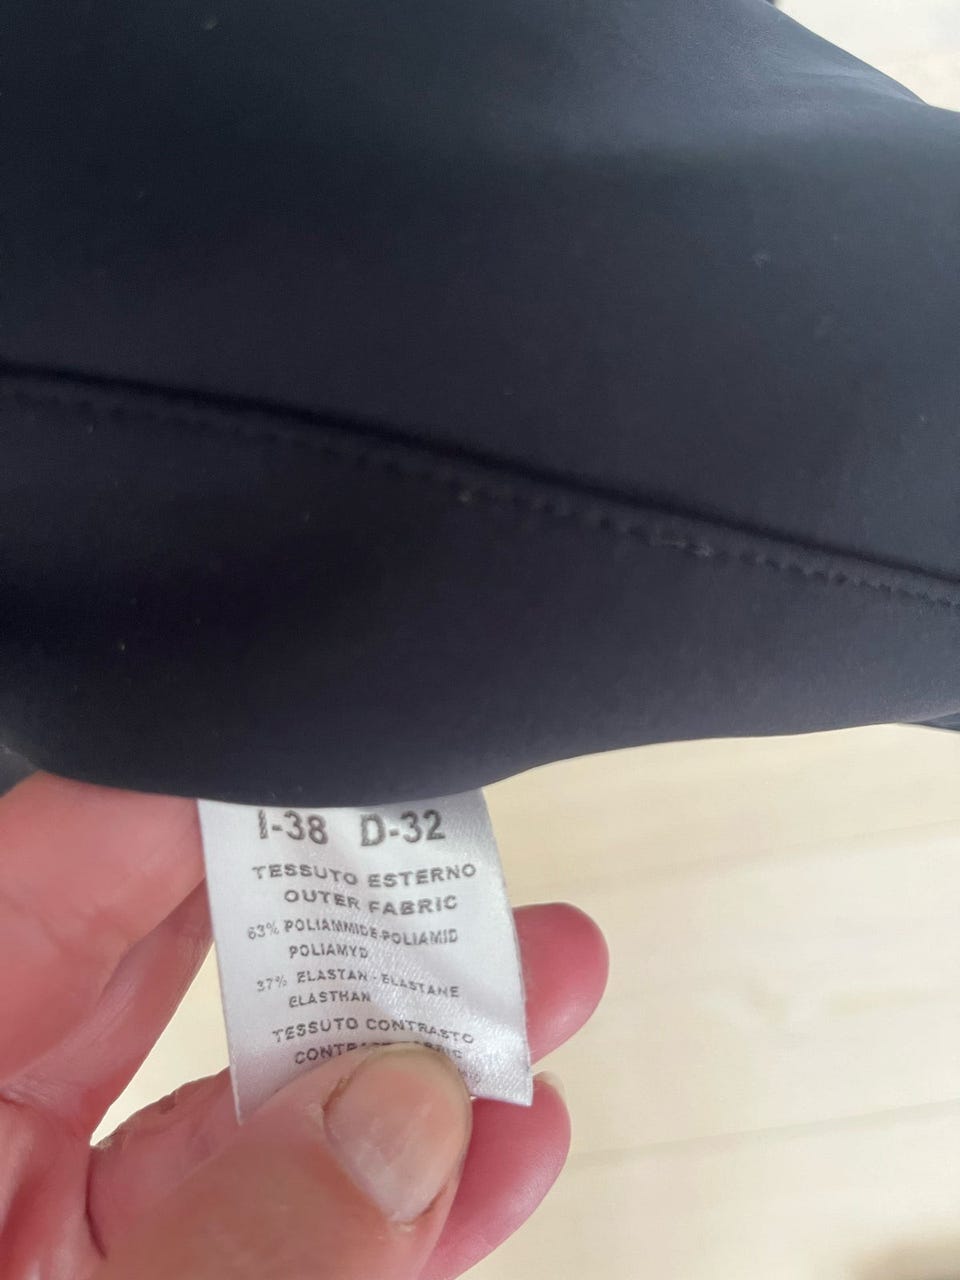 I-38 D-32
TESSUTO ESTERNO
OUTER FABRIC
63% POLIAMMIDE-POLIAMID
POLIAMYD
37% ELASTAN - ELASTANE
ELASTHAN
TESSUTO CONTRASTO